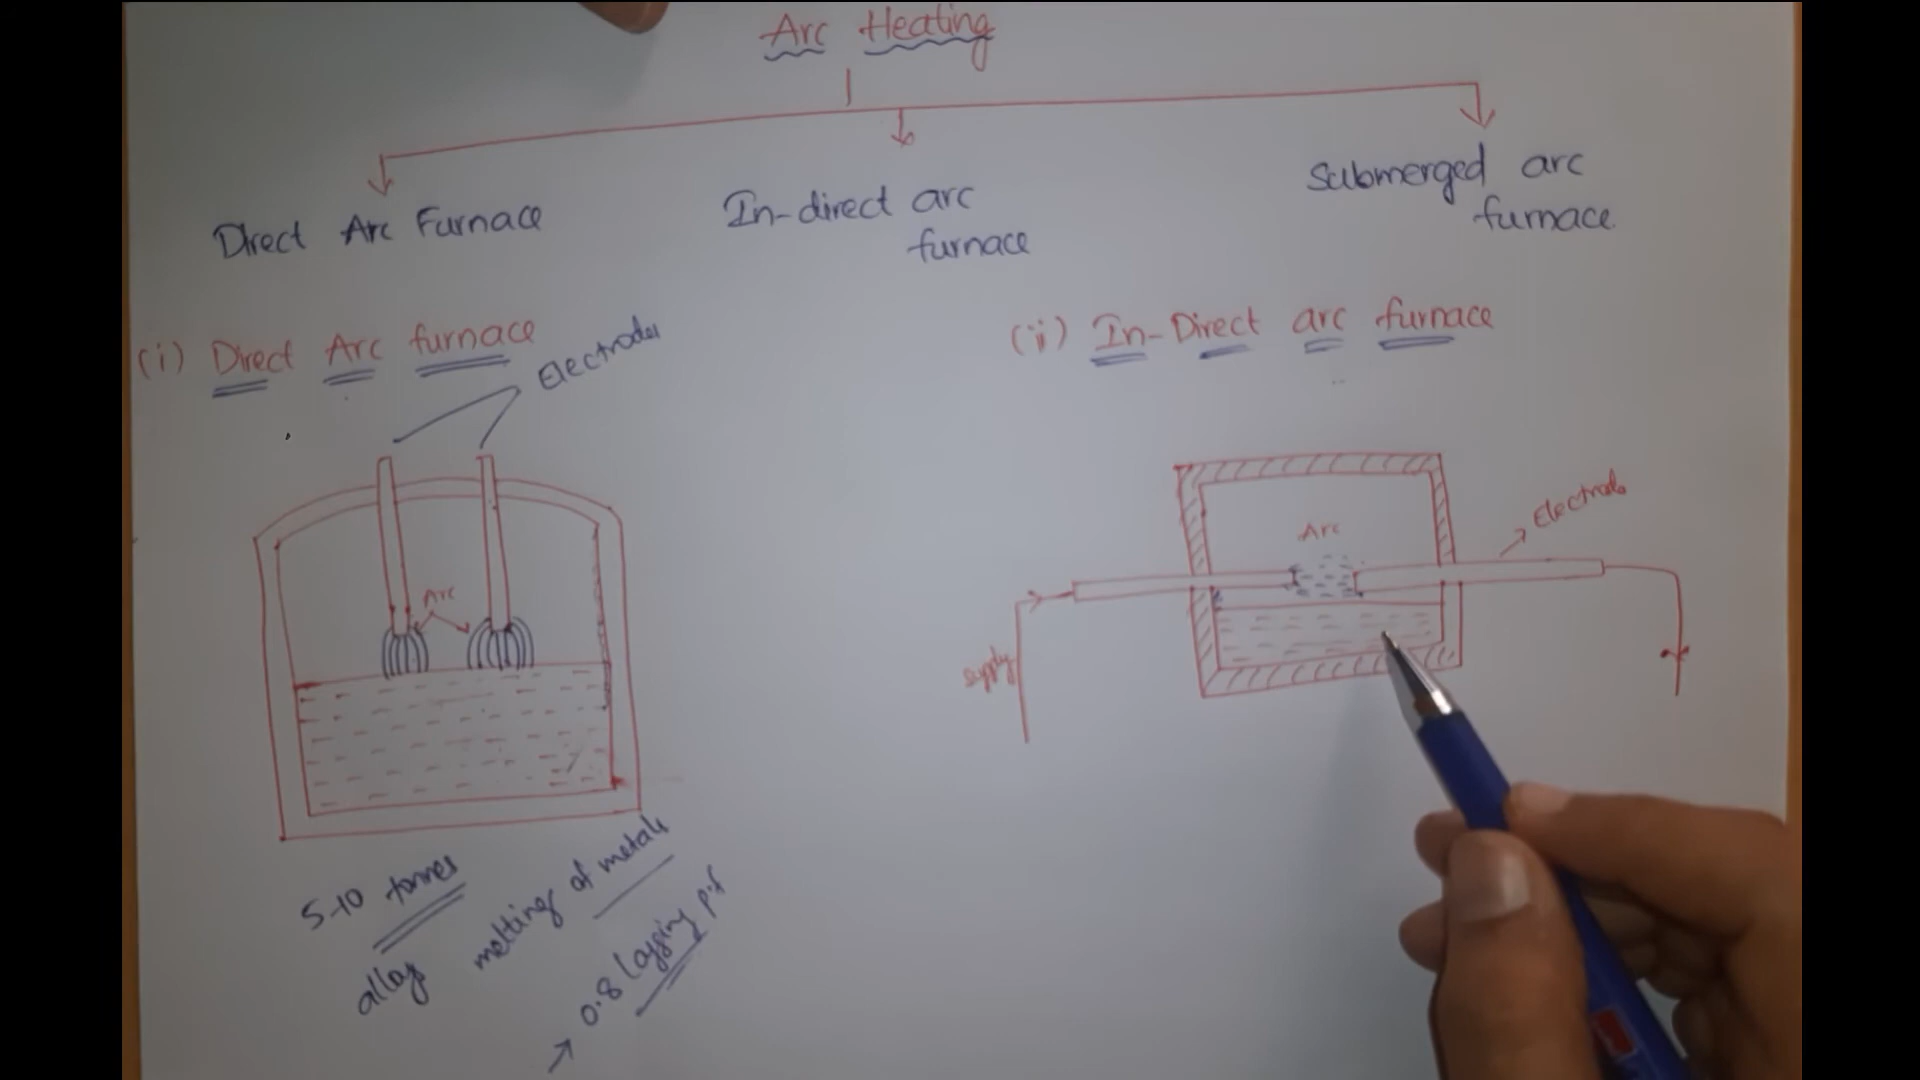 Arc Heating
Direct Arc Furnace
In-direct arc
furnace
Submerged arc
furnace
(i) Direct Arc furnace
Electrodes
Arc
5-10 tonnes
alloy melting of metals
→ 0.8 lagging p.f
(ii) In-Direct arc furnace
Arc
Electrode
supply